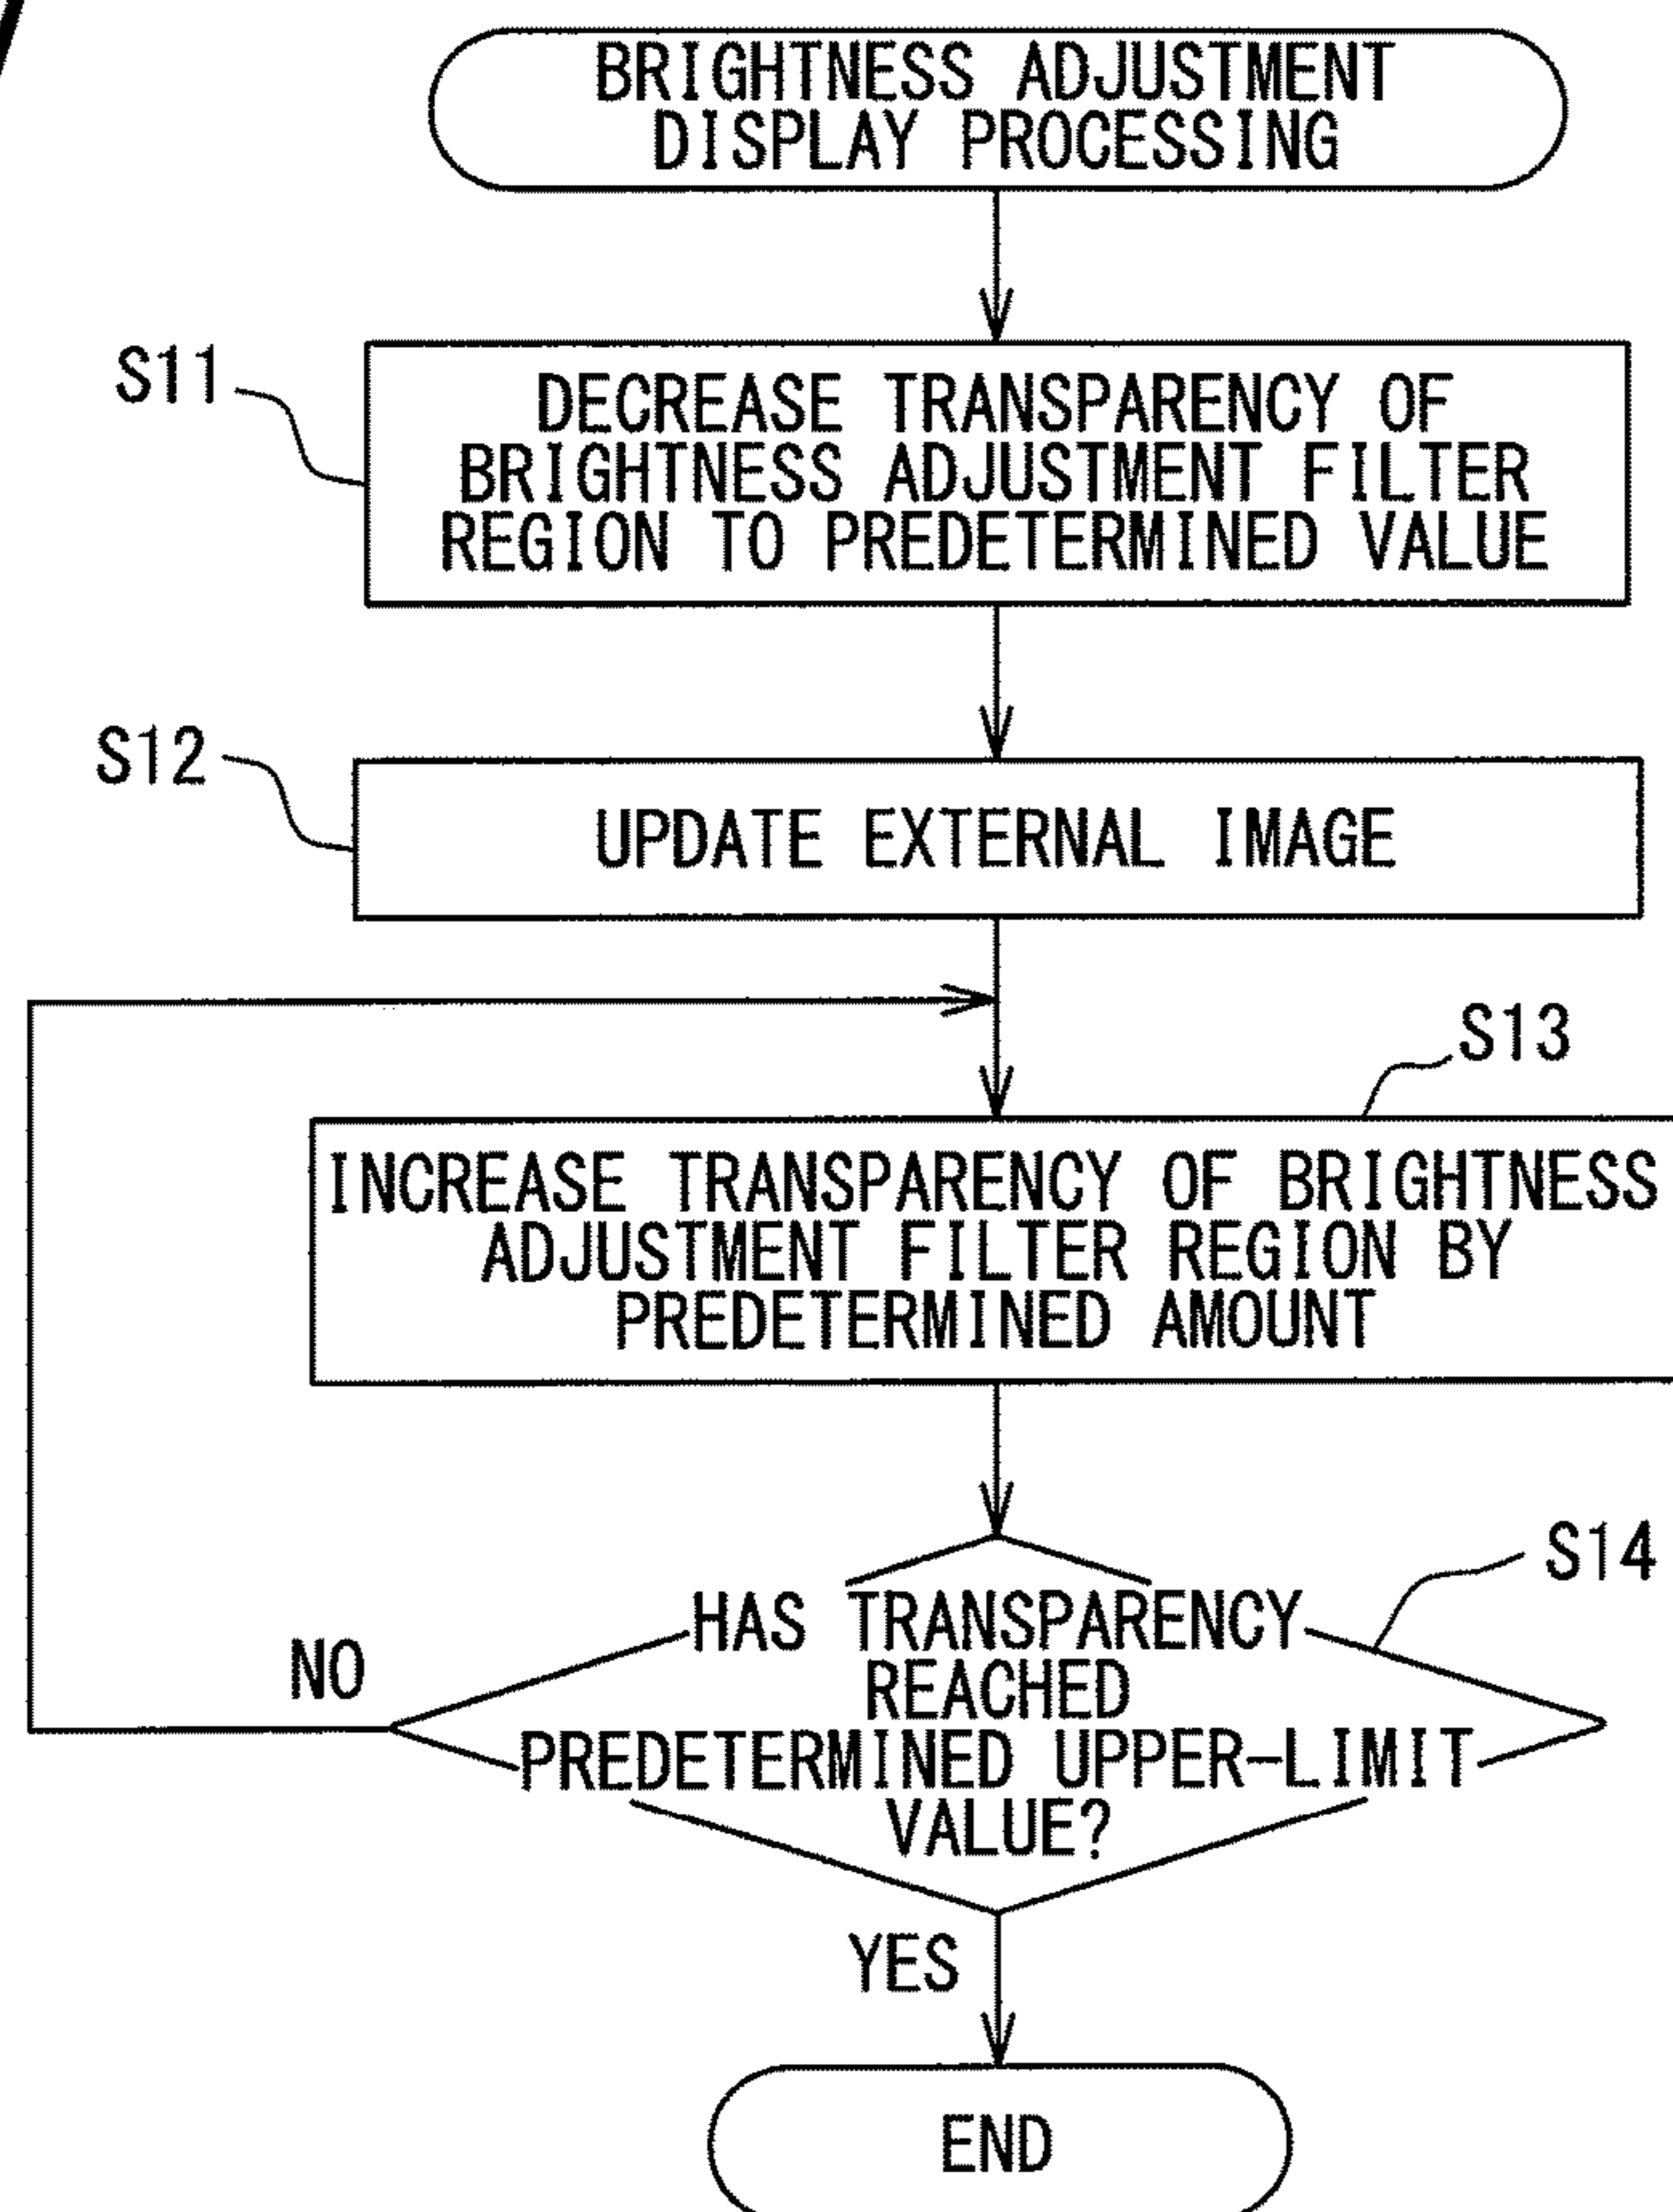 BRIGHTNESS ADJUSTMENT
DISPLAY PROCESSING
S11
DECREASE TRANSPARENCY OF
BRIGHTNESS ADJUSTMENT FILTER
REGION TO PREDETERMINED VALUE
S12
UPDATE EXTERNAL IMAGE
S13
INCREASE TRANSPARENCY OF BRIGHTNESS
ADJUSTMENT FILTER REGION BY
PREDETERMINED AMOUNT
S14
HAS TRANSPARENCY
REACHED
PREDETERMINED UPPER-LIMIT
VALUE?
NO
YES
END